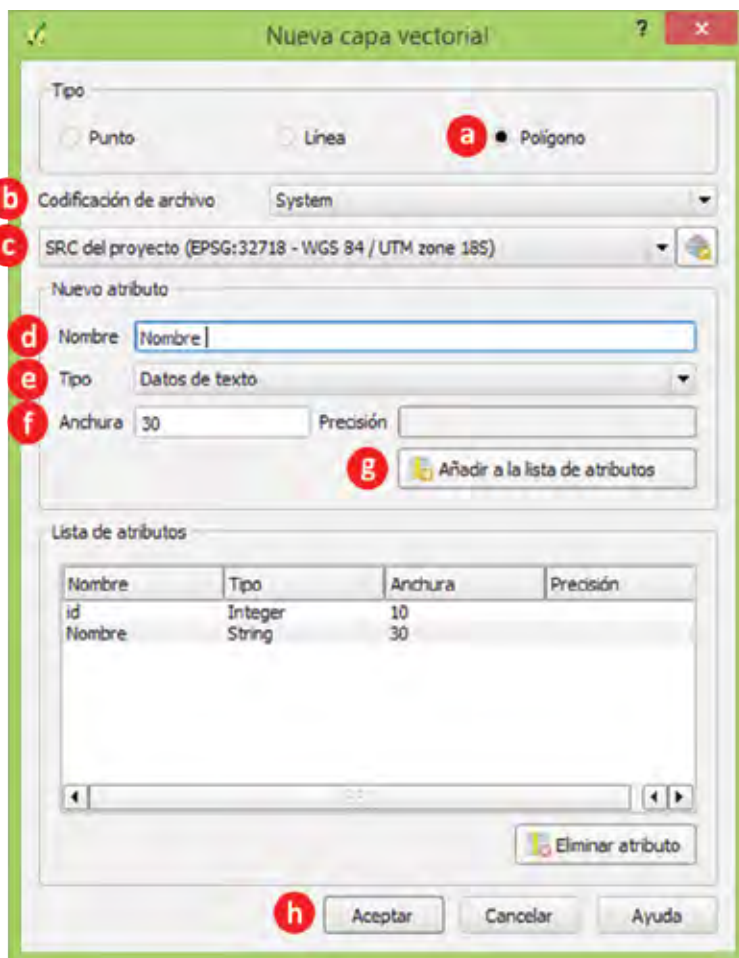 Nueva capa vectorial ? ×
Tipo
Punto Línea a Polígono
b Codificación de archivo System
c SRC del proyecto (EPSG:32718 - WGS 84 / UTM zone 18S)
Nuevo atributo
d Nombre Nombre
e Tipo Datos de texto
f Anchura 30 Precisión
g Añadir a la lista de atributos
Lista de atributos
Nombre Tipo Anchura Precisión
id Integer 10
Nombre String 30
Eliminar atributo
h Aceptar Cancelar Ayuda